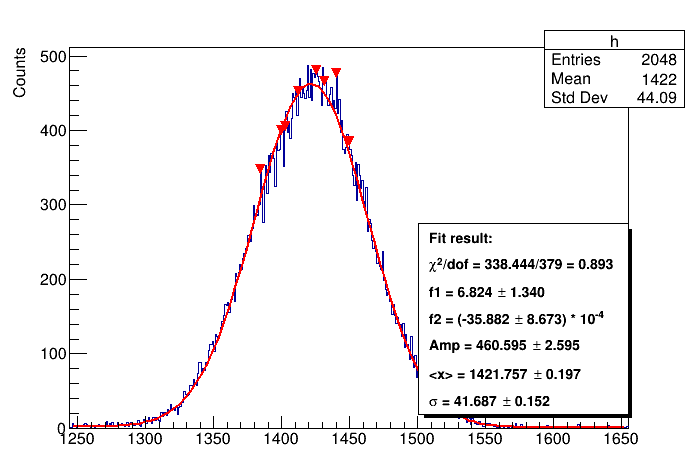 h
Entries 2048
Mean 1422
Std Dev 44.09
Counts
500
400
300
200
100
0
Fit result:
χ²/dof = 338.444/379 = 0.893
f1 = 6.824 ± 1.340
f2 = (-35.882 ± 8.673) * 10⁻⁴
Amp = 460.595 ± 2.595
<x> = 1421.757 ± 0.197
σ = 41.687 ± 0.152
1250 1300 1350 1400 1450 1500 1550 1600 1650